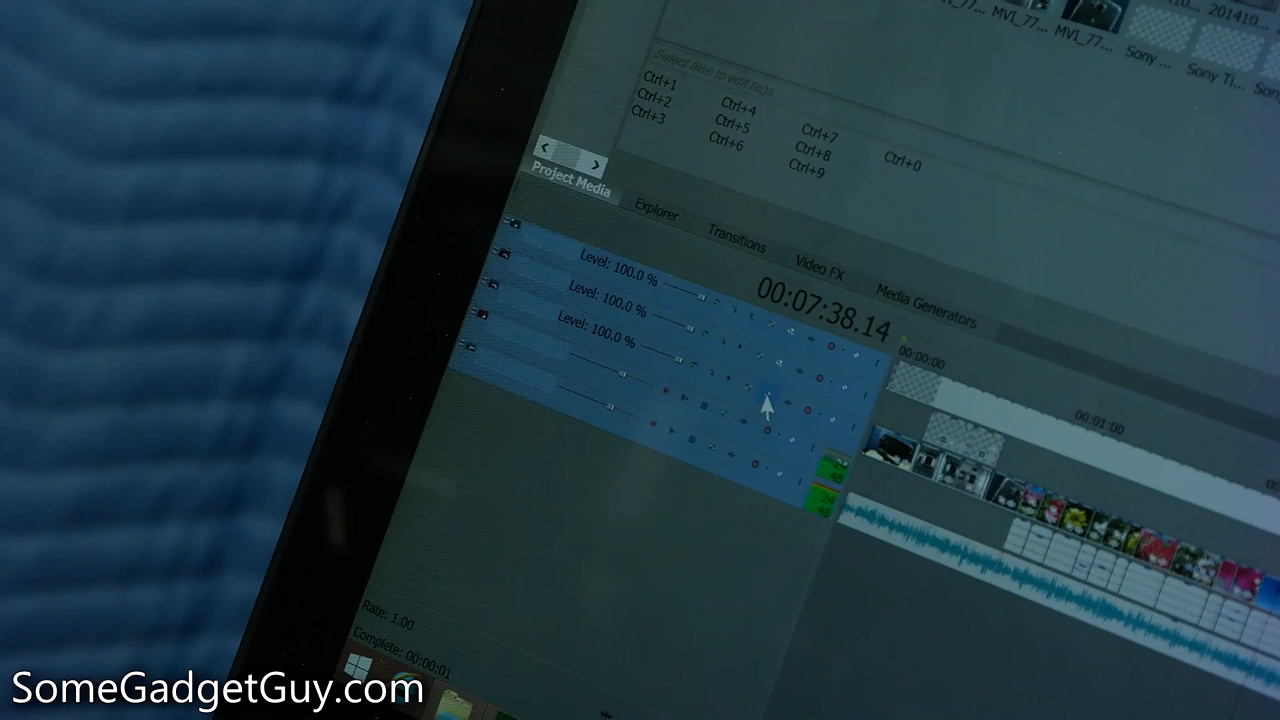 MVI_77...
MVI_77...
201410...
Sony ...
Sony Ti...
Select files to edit tags
Ctrl+1
Ctrl+4
Ctrl+7
Ctrl+0
Ctrl+2
Ctrl+5
Ctrl+8
Ctrl+3
Ctrl+6
Ctrl+9
Project Media
Explorer
Transitions
Video FX
Media Generators
Level: 100.0 %
Level: 100.0 %
Level: 100.0 %
00:07:38.14
00:00:00
00:01:00
Rate: 1.00
Complete: 00:00:01
SomeGadgetGuy.com